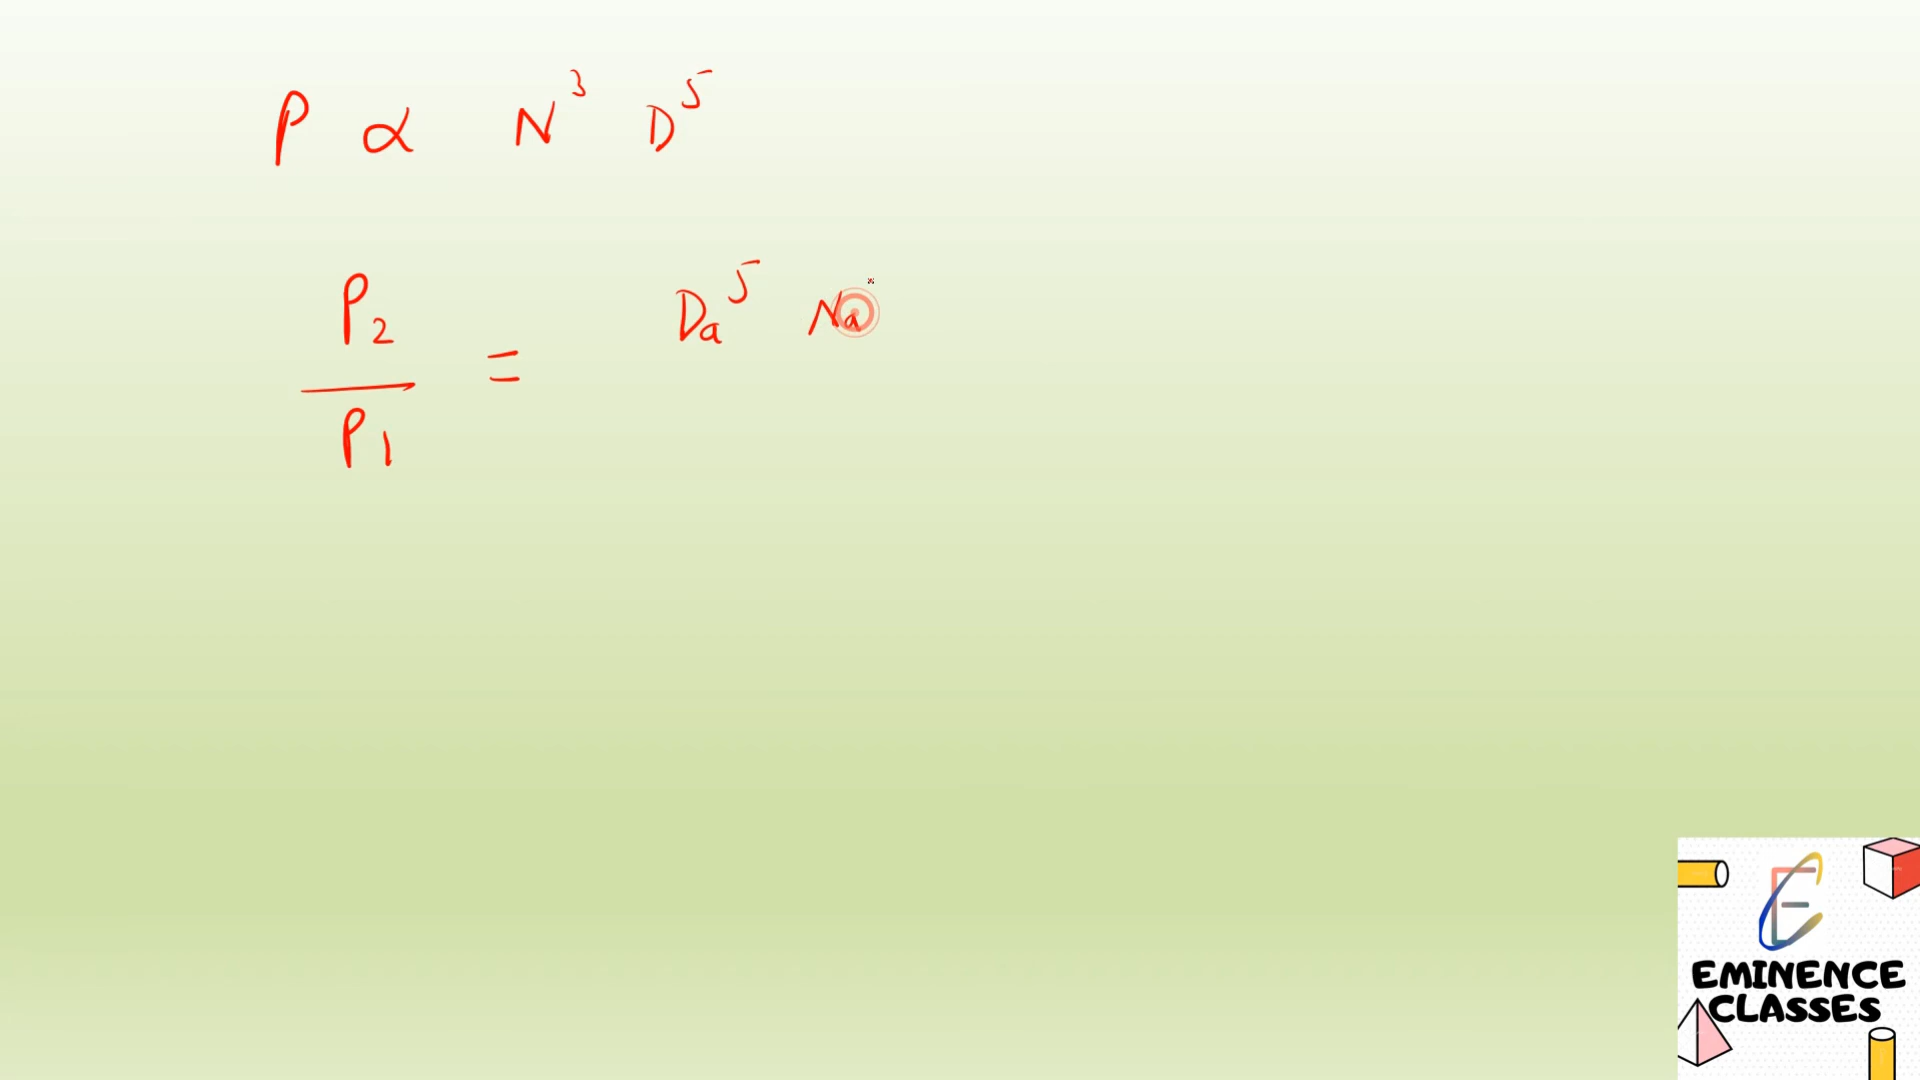 P ∝ N³ D⁵
P₂ / P₁ = Dₐ⁵ Nₐ
EMINENCE
CLASSES